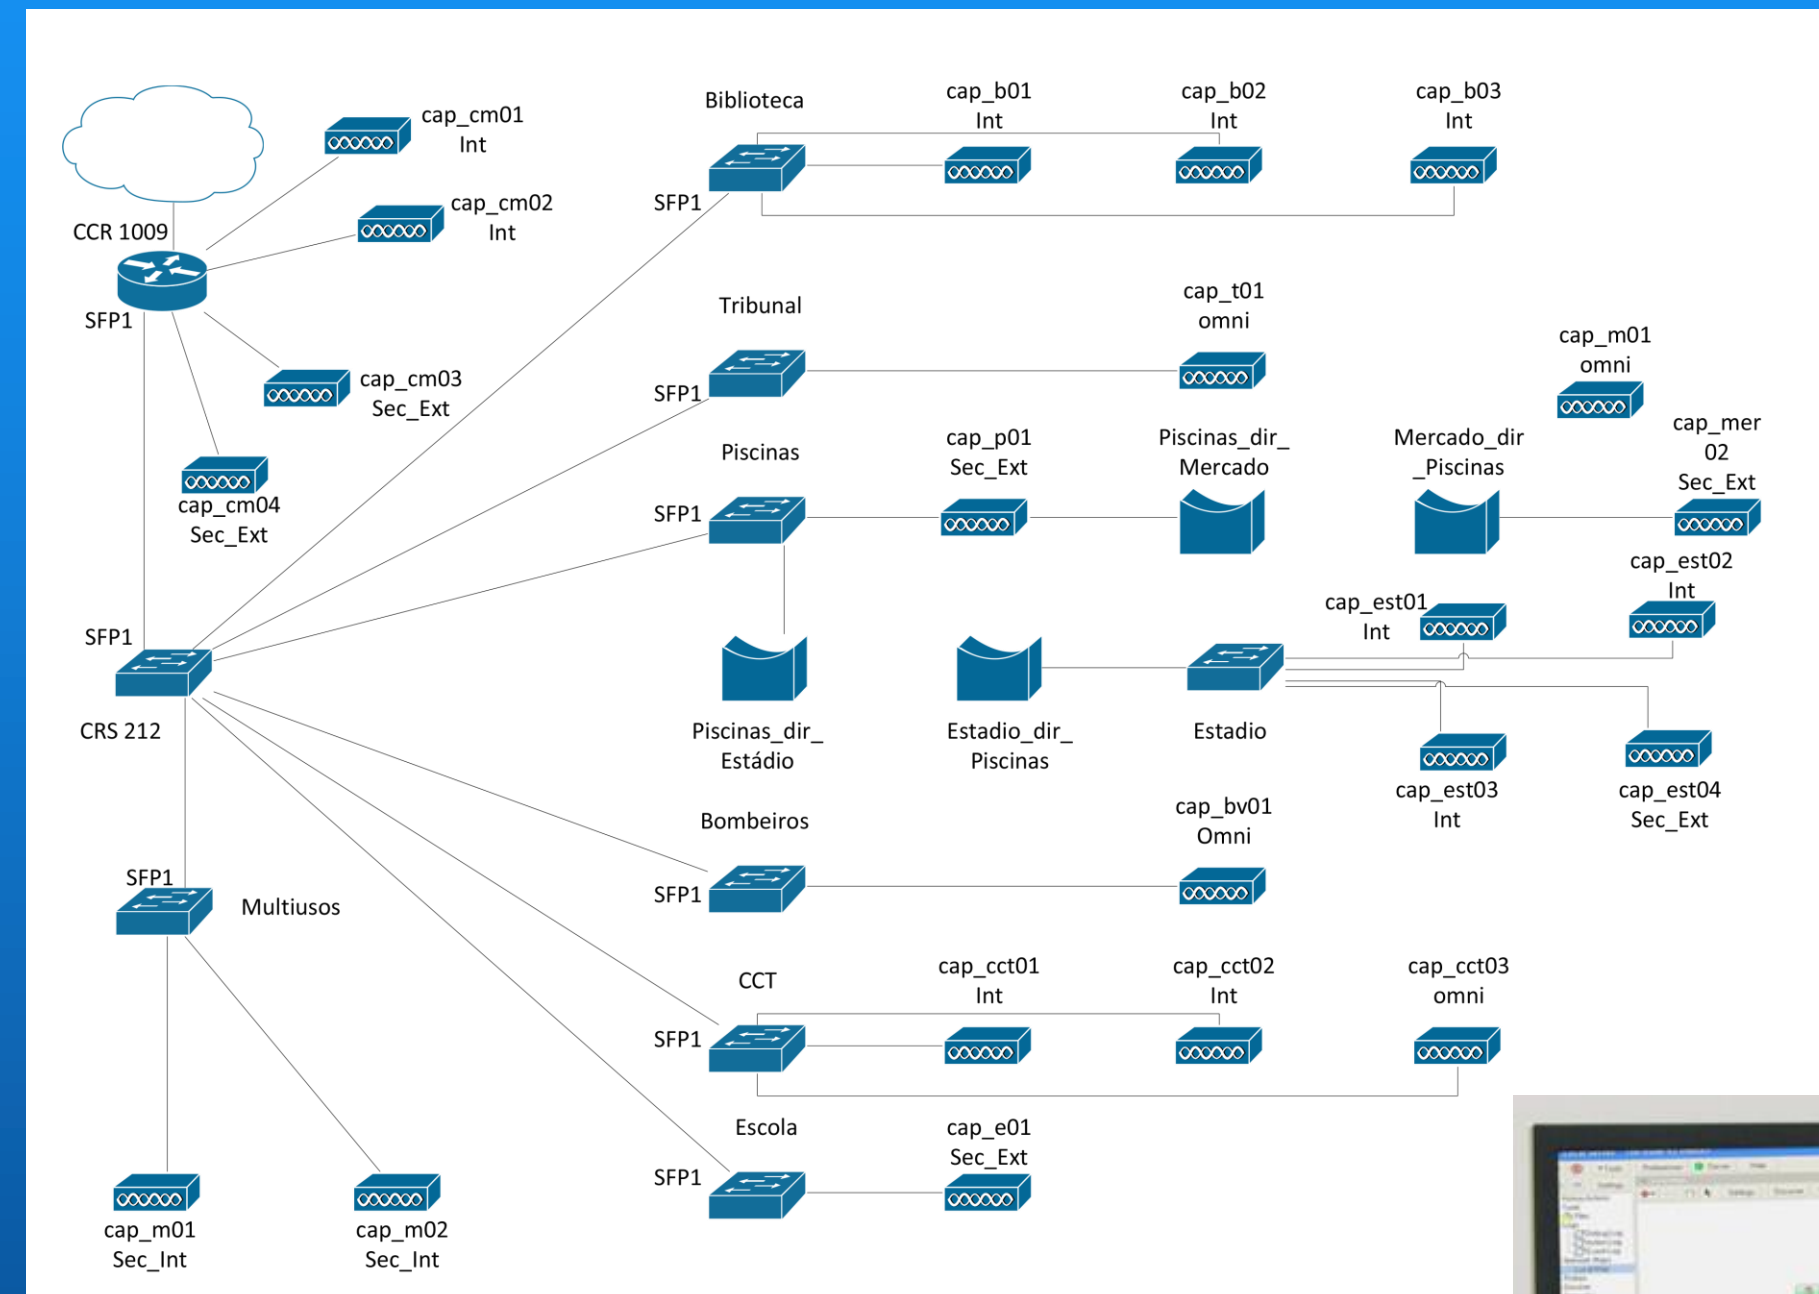 cap_cm01
Int
cap_cm02
Int
CCR 1009
SFP1
cap_cm03
Sec_Ext
cap_cm04
Sec_Ext
SFP1
CRS 212
SFP1
Multiusos
cap_m01
Sec_Int
cap_m02
Sec_Int
Biblioteca
SFP1
cap_b01
Int
cap_b02
Int
cap_b03
Int
Tribunal
SFP1
cap_t01
omni
cap_m01
omni
Piscinas
SFP1
cap_p01
Sec_Ext
Piscinas_dir_
Mercado
Mercado_dir
_Piscinas
cap_mer
02
Sec_Ext
Piscinas_dir_
Estádio
Estadio_dir_
Piscinas
Estadio
cap_est01
Int
cap_est02
Int
cap_est03
Int
cap_est04
Sec_Ext
Bombeiros
SFP1
cap_bv01
Omni
CCT
SFP1
cap_cct01
Int
cap_cct02
Int
cap_cct03
omni
Escola
SFP1
cap_e01
Sec_Ext